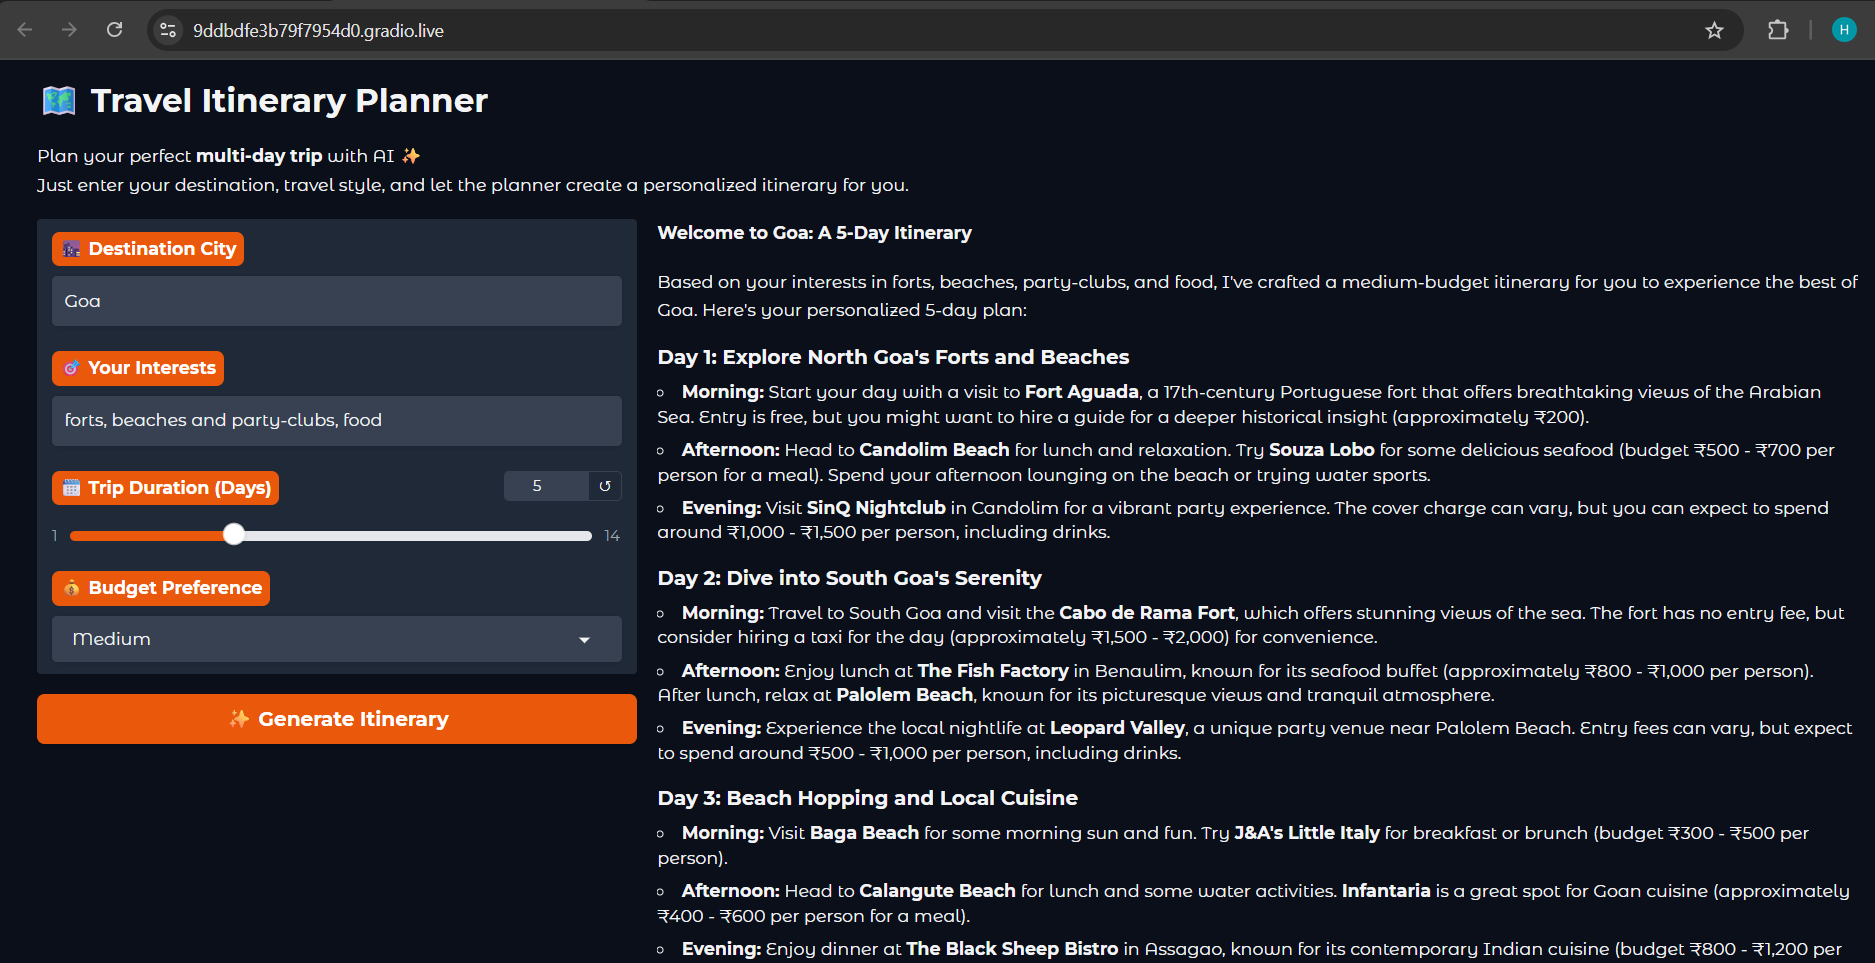 9ddbdfe3b79f7954d0.gradio.live
H
Travel Itinerary Planner
Plan your perfect multi-day trip with AI ✨
Just enter your destination, travel style, and let the planner create a personalized itinerary for you.
Destination City
Goa
Your Interests
forts, beaches and party-clubs, food
Trip Duration (Days)
5
1
14
Budget Preference
Medium
✨ Generate Itinerary
Welcome to Goa: A 5-Day Itinerary
Based on your interests in forts, beaches, party-clubs, and food, I've crafted a medium-budget itinerary for you to experience the best of
Goa. Here's your personalized 5-day plan:
Day 1: Explore North Goa's Forts and Beaches
Morning: Start your day with a visit to Fort Aguada, a 17th-century Portuguese fort that offers breathtaking views of the Arabian
Sea. Entry is free, but you might want to hire a guide for a deeper historical insight (approximately ₹200).
Afternoon: Head to Candolim Beach for lunch and relaxation. Try Souza Lobo for some delicious seafood (budget ₹500 - ₹700 per
person for a meal). Spend your afternoon lounging on the beach or trying water sports.
Evening: Visit SinQ Nightclub in Candolim for a vibrant party experience. The cover charge can vary, but you can expect to spend
around ₹1,000 - ₹1,500 per person, including drinks.
Day 2: Dive into South Goa's Serenity
Morning: Travel to South Goa and visit the Cabo de Rama Fort, which offers stunning views of the sea. The fort has no entry fee, but
consider hiring a taxi for the day (approximately ₹1,500 - ₹2,000) for convenience.
Afternoon: Enjoy lunch at The Fish Factory in Benaulim, known for its seafood buffet (approximately ₹800 - ₹1,000 per person).
After lunch, relax at Palolem Beach, known for its picturesque views and tranquil atmosphere.
Evening: Experience the local nightlife at Leopard Valley, a unique party venue near Palolem Beach. Entry fees can vary, but expect
to spend around ₹500 - ₹1,000 per person, including drinks.
Day 3: Beach Hopping and Local Cuisine
Morning: Visit Baga Beach for some morning sun and fun. Try J&A's Little Italy for breakfast or brunch (budget ₹300 - ₹500 per
person).
Afternoon: Head to Calangute Beach for lunch and some water activities. Infantaria is a great spot for Goan cuisine (approximately
₹400 - ₹600 per person for a meal).
Evening: Enjoy dinner at The Black Sheep Bistro in Assagao, known for its contemporary Indian cuisine (budget ₹800 - ₹1,200 per